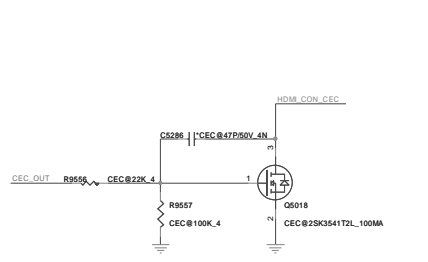 HDMI_CON_CEC
C5286 *CEC@47P/50V_4N
3
CEC_OUT R9556 CEC@22K_4 1
R9557 Q5018
2
CEC@100K_4 CEC@2SK3541T2L_100MA